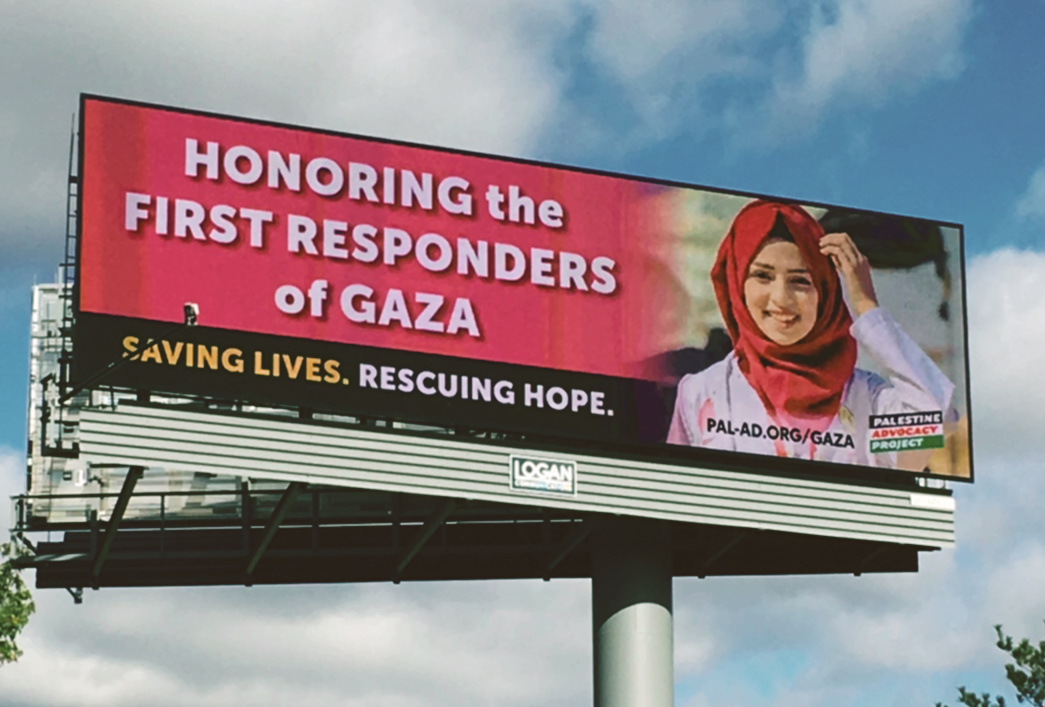 HONORING the
FIRST RESPONDERS
of GAZA
SAVING LIVES. RESCUING HOPE.
PAL-AD.ORG/GAZA
PALESTINE
ADVOCACY
PROJECT
LOGAN